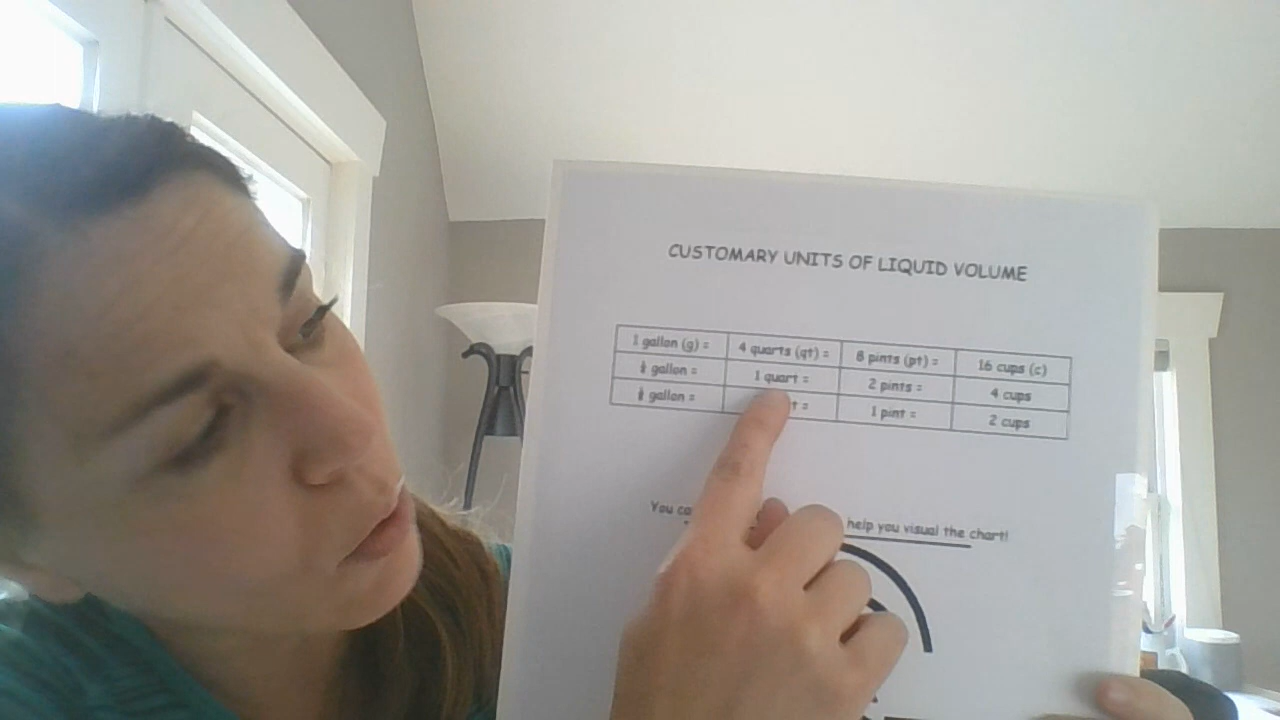 CUSTOMARY UNITS OF LIQUID VOLUME
1 gallon (g) = 4 quarts (qt) = 8 pints (pt) = 16 cups (c)
gallon = 1 quart = 2 pints = 4 cups
gallon = t = 1 pint = 2 cups
You help you visual the chart!